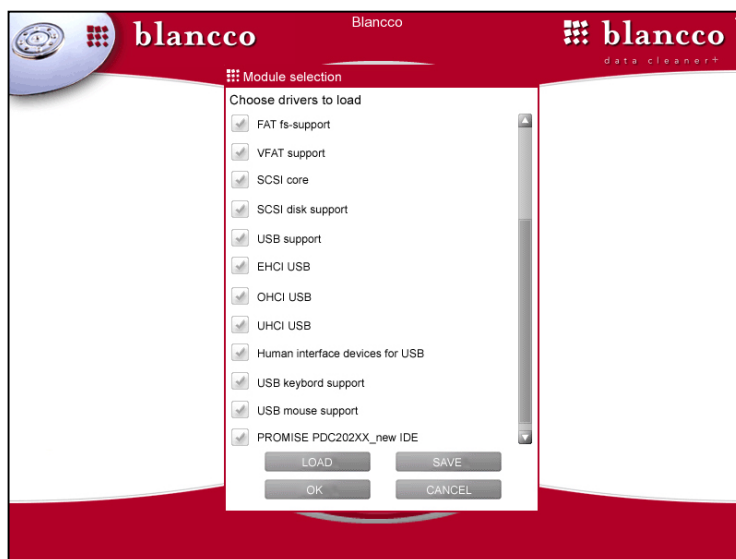 blancco
Blancco
blancco
data cleaner+
Module selection
Choose drivers to load
FAT fs-support
VFAT support
SCSI core
SCSI disk support
USB support
EHCI USB
OHCI USB
UHCI USB
Human interface devices for USB
USB keybord support
USB mouse support
PROMISE PDC202XX_new IDE
LOAD
SAVE
OK
CANCEL